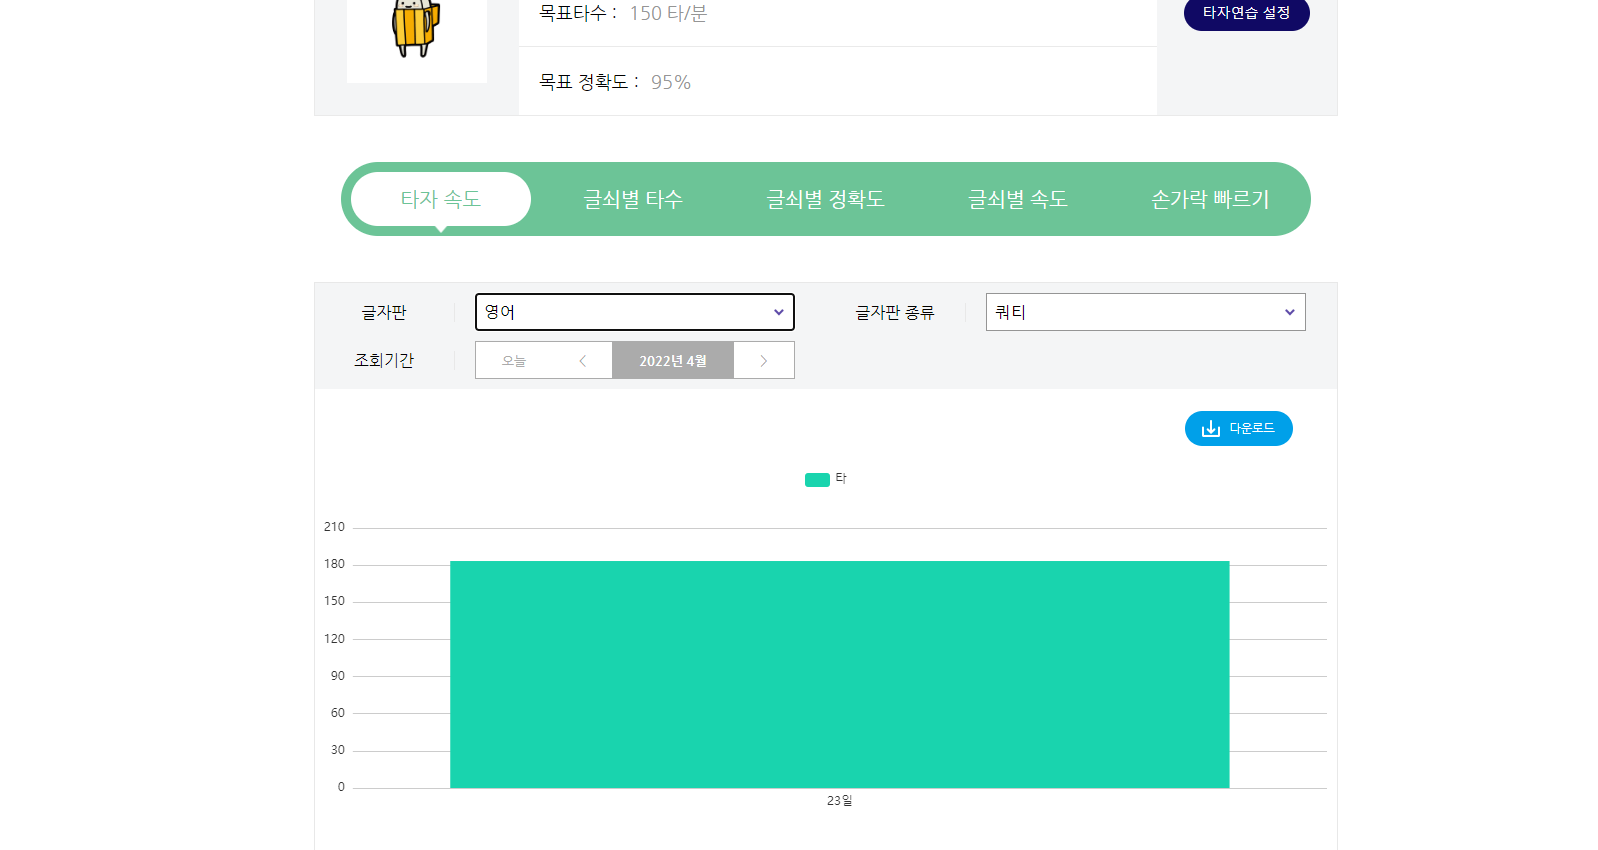 목표타수 : 150 타/분
타자연습 설정
목표 정확도 : 95%
타자 속도 글쇠별 타수 글쇠별 정확도 글쇠별 속도 손가락 빠르기
글자판 영어 글자판 종류 쿼티
조회기간 오늘 < 2022년 4월 >
다운로드
타
210
180
150
120
90
60
30
0
23일